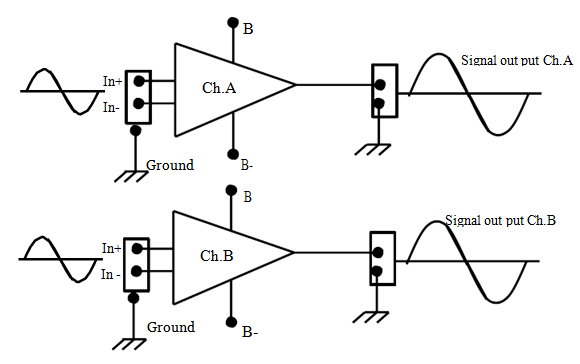 B
Signal out put Ch.A
In+
Ch.A
In-
Ground
B-
B
Signal out put Ch.B
In+
Ch.B
In -
Ground
B-